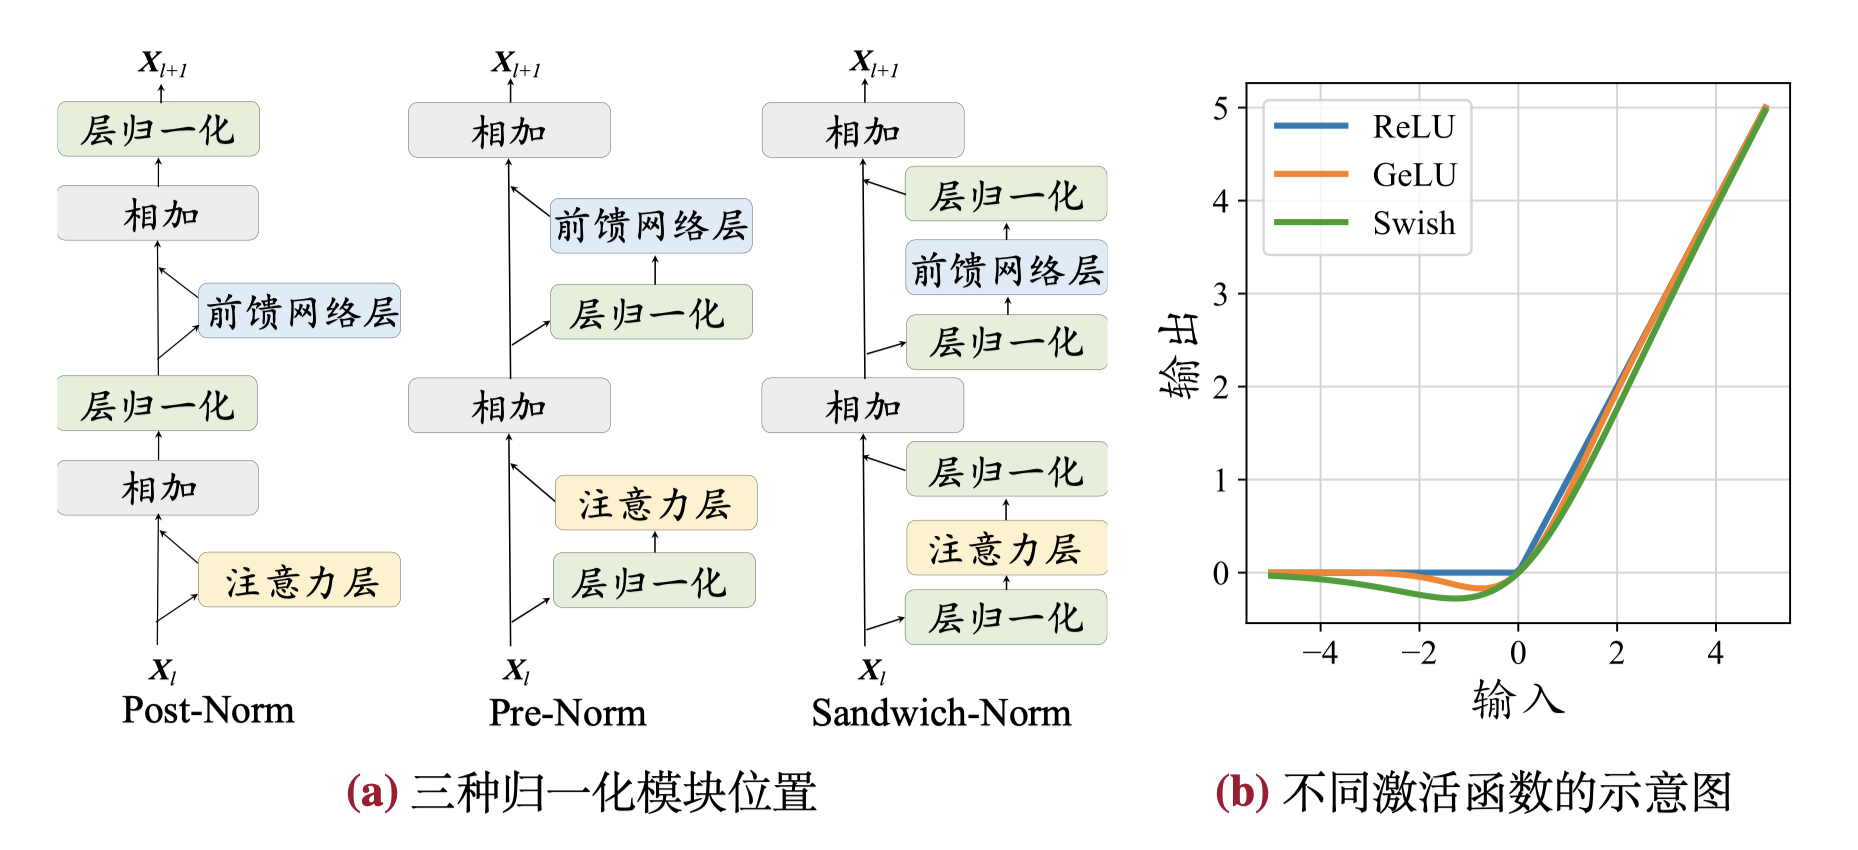 X_{l+1}
层归一化
相加
前馈网络层
层归一化
相加
注意力层
X_l
Post-Norm
X_{l+1}
相加
前馈网络层
层归一化
相加
注意力层
层归一化
X_l
Pre-Norm
X_{l+1}
相加
层归一化
前馈网络层
层归一化
相加
层归一化
注意力层
层归一化
X_l
Sandwich-Norm
(a) 三种归一化模块位置
ReLU
GeLU
Swish
5
4
3
2
1
0
输出
−4 −2 0 2 4
输入
(b) 不同激活函数的示意图